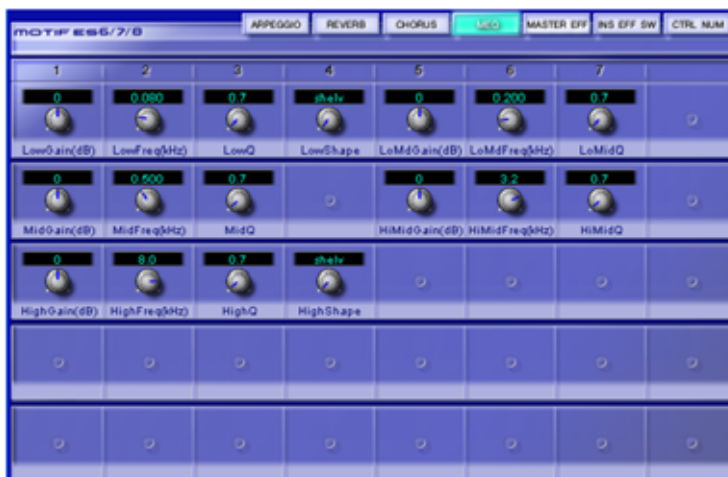 ARPEGGIO REVERB CHORUS MEQ MASTER EFF INS EFF SW CTRL NUM
MOTIF ES6/7/8
1 2 3 4 5 6 7
0 0.080 0.7 shelv 0 0.200 0.7
LowGain(dB) LowFreq(kHz) LowQ LowShape LoMdGain(dB) LoMdFreq(kHz) LoMidQ
0 0.500 0.7 0 3.2 0.7
MidGain(dB) MidFreq(kHz) MidQ HiMidGain(dB) HiMidFreq(kHz) HiMidQ
0 8.0 0.7 shelv
HighGain(dB) HighFreq(kHz) HighQ HighShape